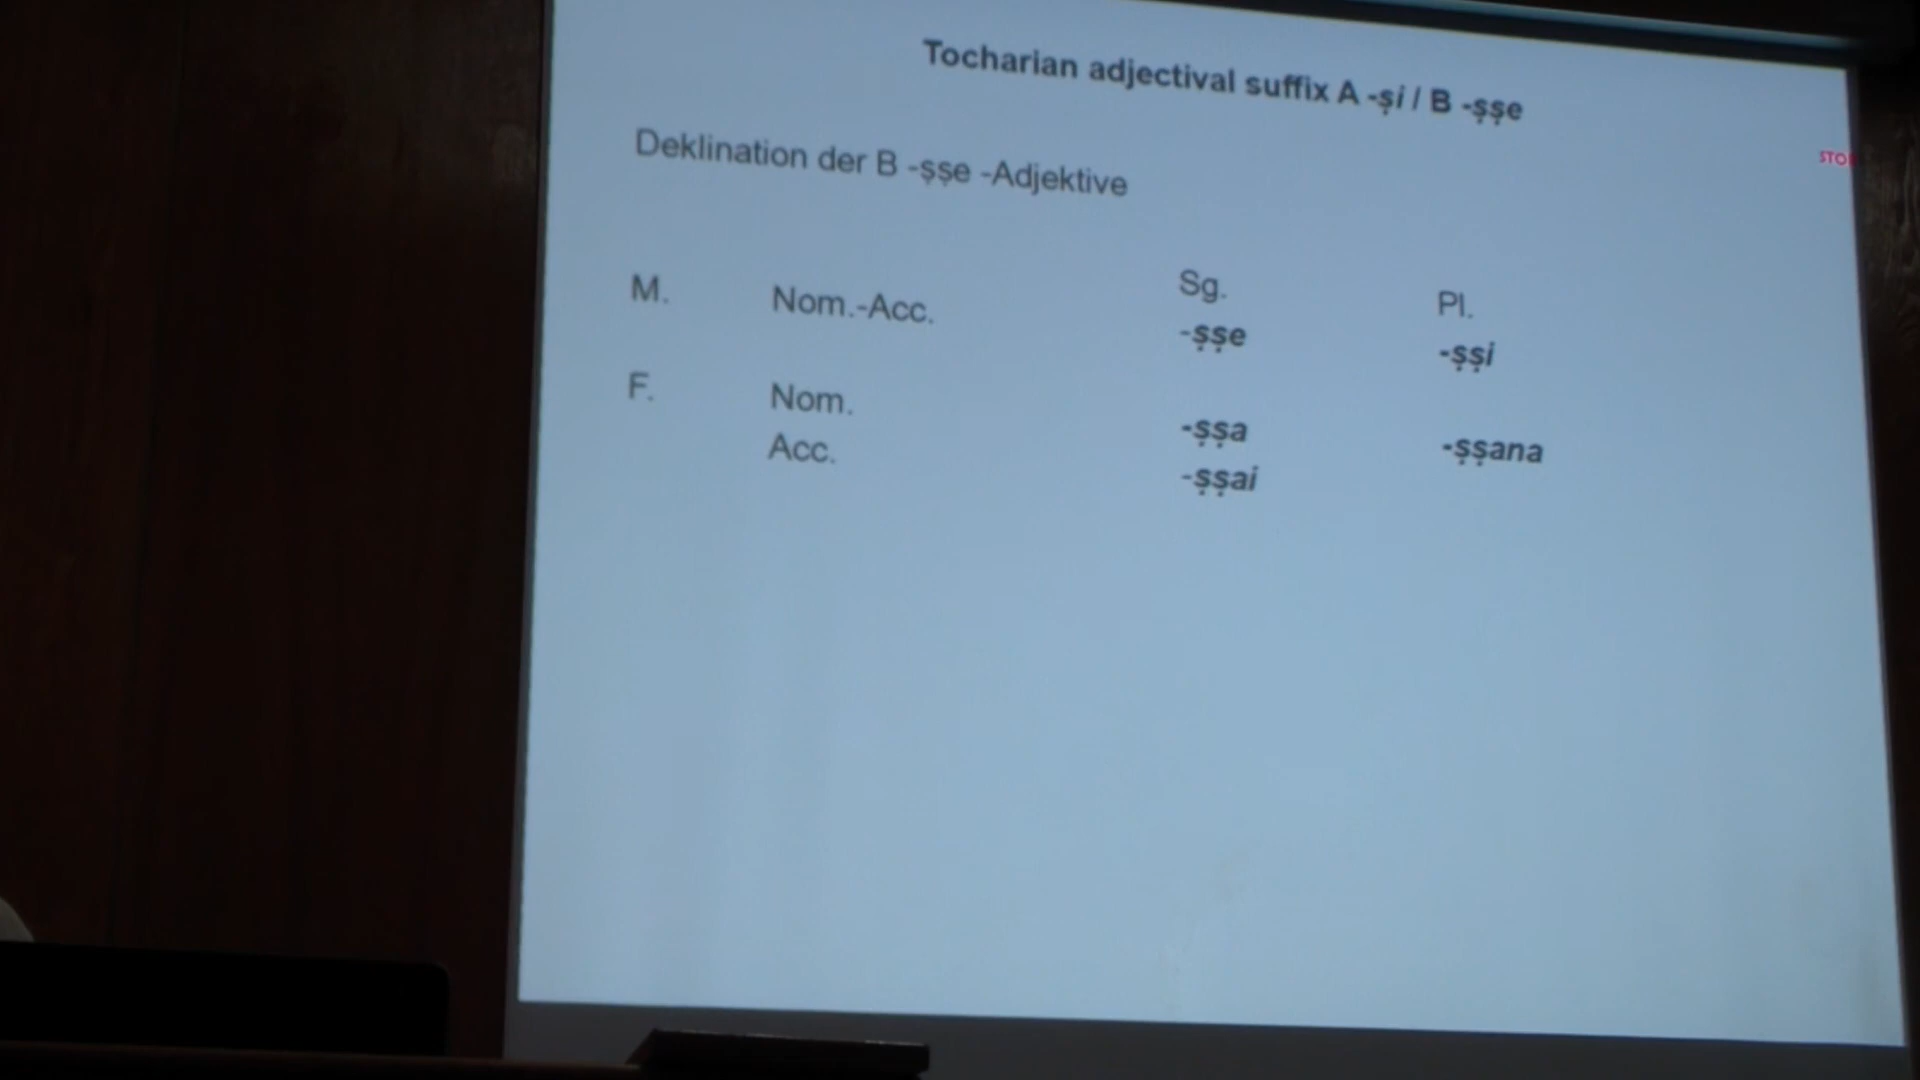 Tocharian adjectival suffix A -ṣi / B -ṣṣe
STO
Deklination der B -ṣṣe -Adjektive
Sg. Pl.
M. Nom.-Acc. -ṣṣe -ṣṣi
F. Nom. -ṣṣa -ṣṣana
Acc. -ṣṣai